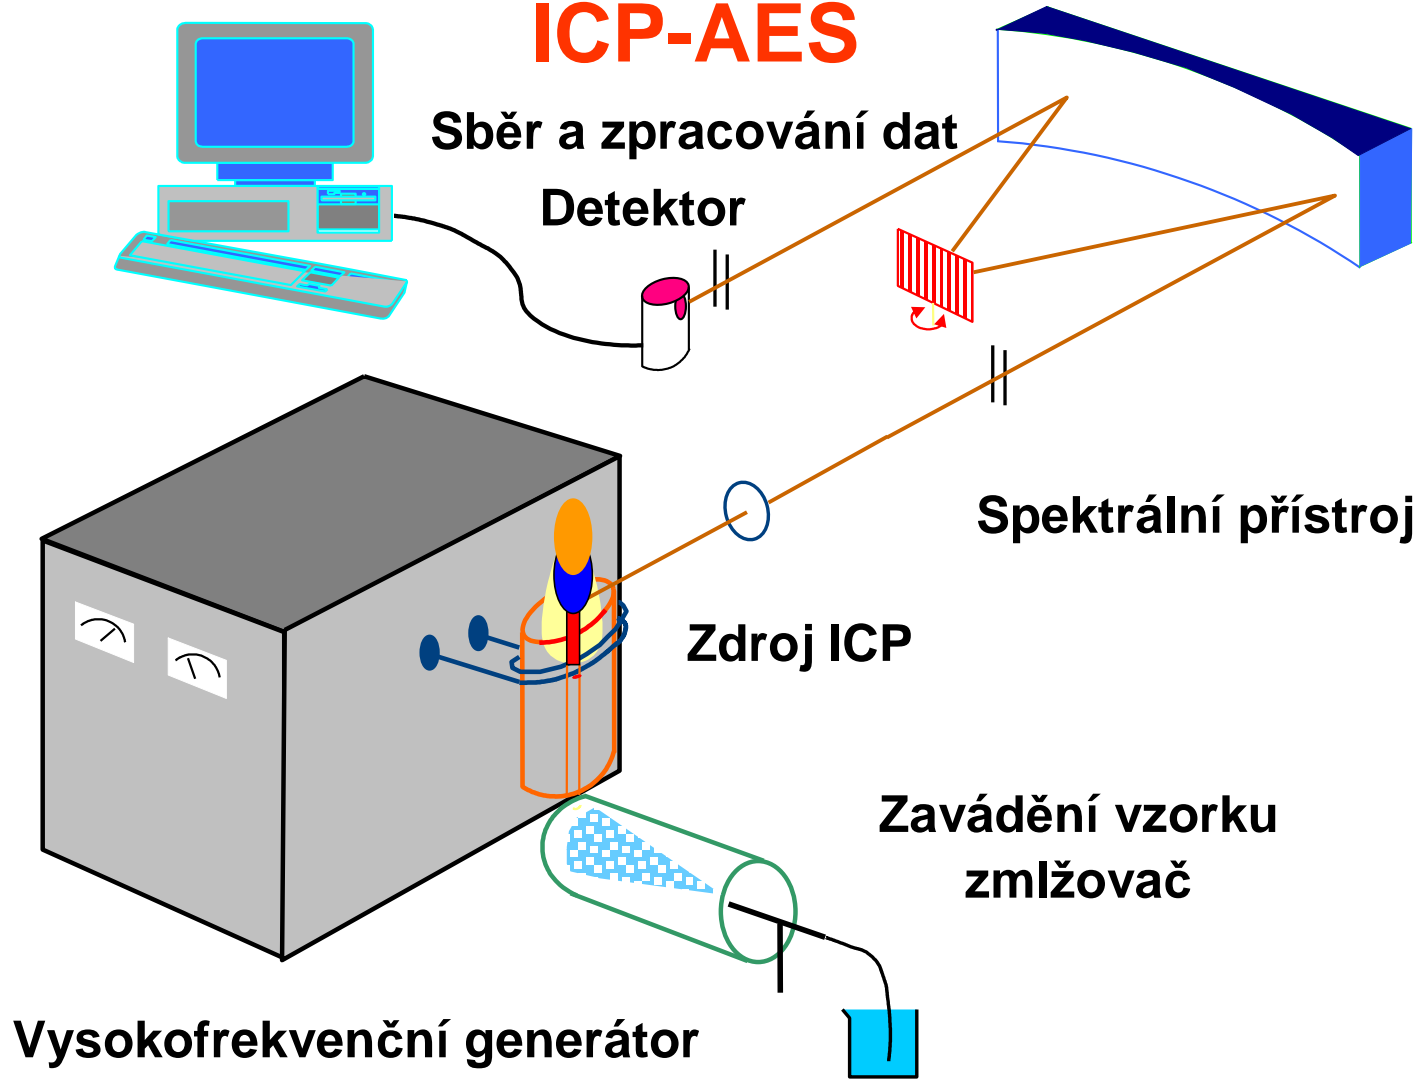 ICP-AES
Sběr a zpracování dat
Detektor
Spektrální přístroj
Zdroj ICP
Zavádění vzorku
zmlžovač
Vysokofrekvenční generátor